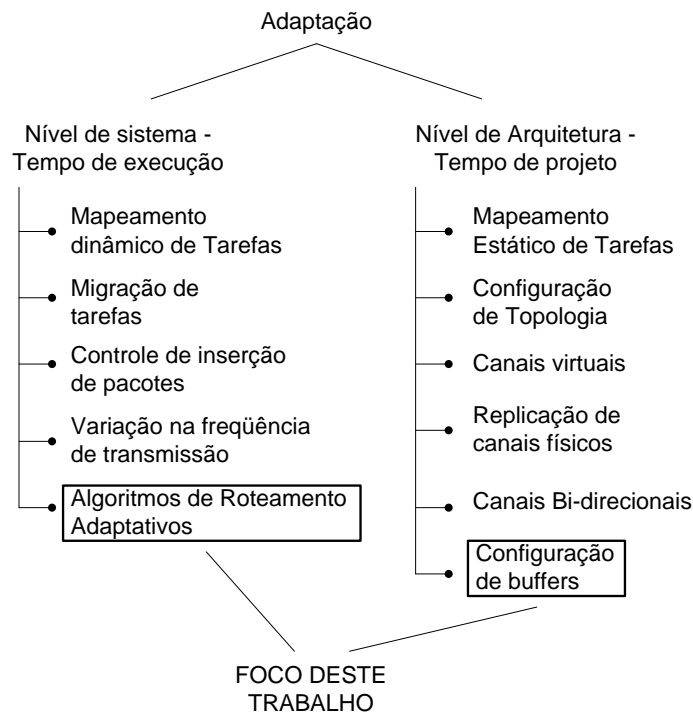 Adaptação
Nível de sistema -
Tempo de execução
Mapeamento
dinâmico de Tarefas
Migração de
tarefas
Controle de inserção
de pacotes
Variação na freqüência
de transmissão
Algoritmos de Roteamento
Adaptativos
Nível de Arquitetura -
Tempo de projeto
Mapeamento
Estático de Tarefas
Configuração
de Topologia
Canais virtuais
Replicação de
canais físicos
Canais Bi-direcionais
Configuração
de buffers
FOCO DESTE
TRABALHO